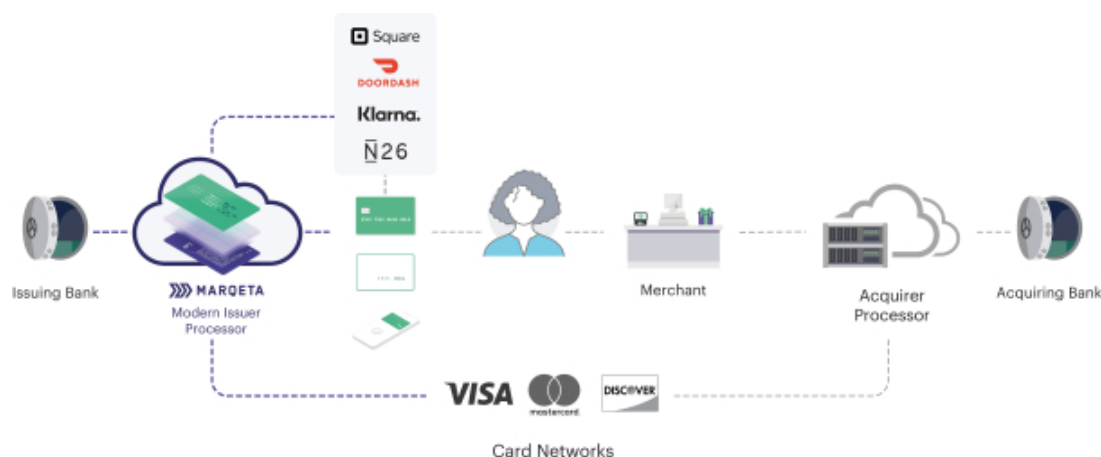 Square
DOORDASH
Klarna.
N26
Issuing Bank
MARQETA
Modern Issuer
Processor
Merchant
Acquirer
Processor
Acquiring Bank
VISA
mastercard.
DISCOVER
Card Networks